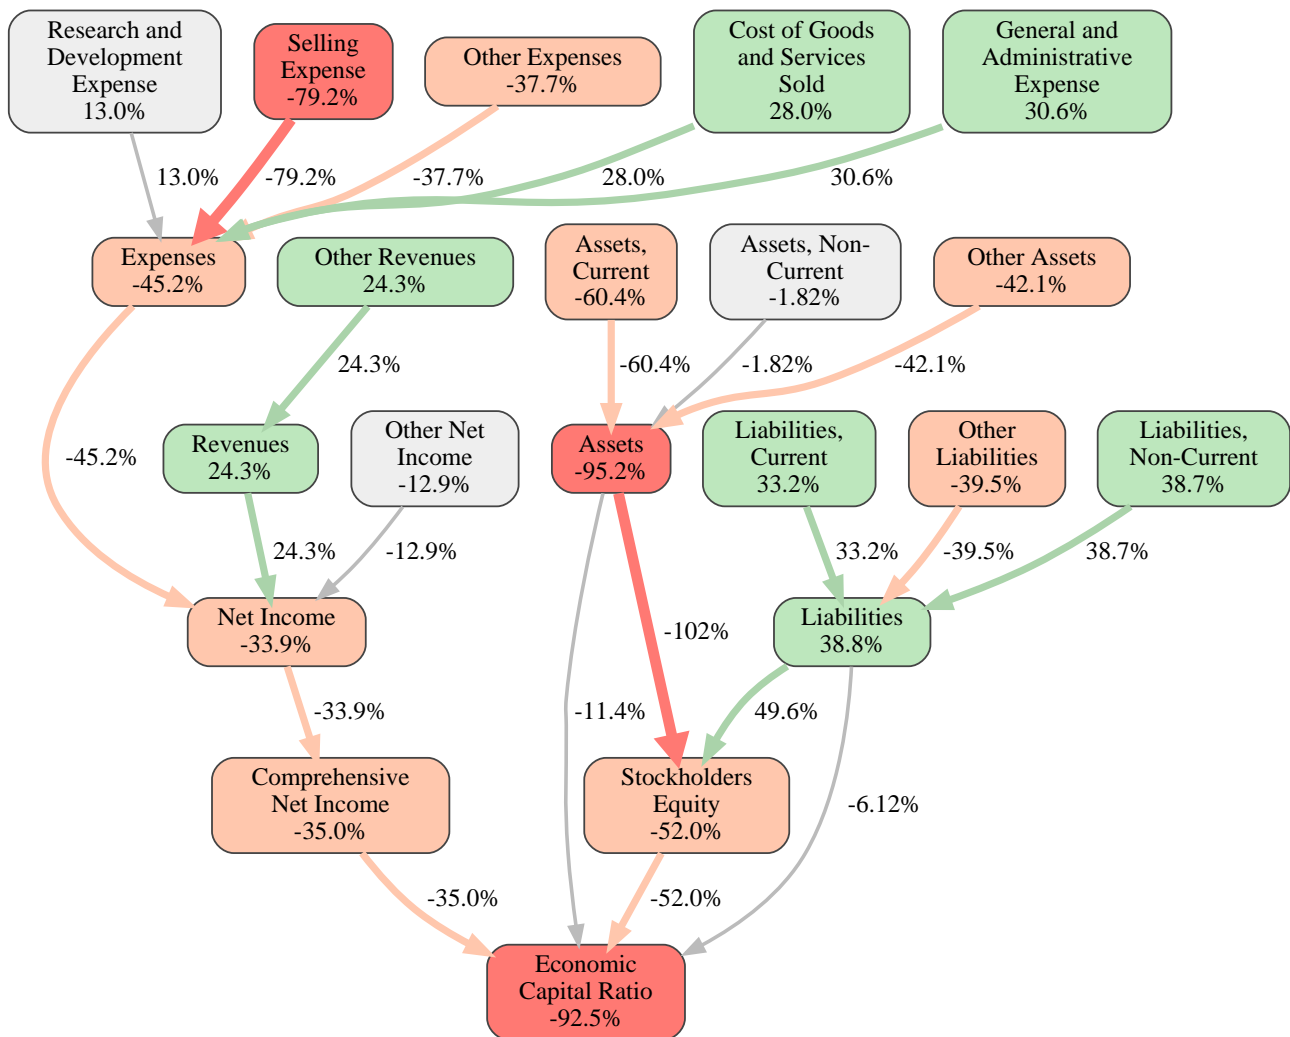 Research and
Development
Expense
13.0%
Selling
Expense
-79.2%
Other Expenses
-37.7%
Cost of Goods
and Services
Sold
28.0%
General and
Administrative
Expense
30.6%
13.0%
-79.2%
-37.7%
28.0%
30.6%
Expenses
-45.2%
Other Revenues
24.3%
Assets,
Current
-60.4%
Assets, Non-
Current
-1.82%
Other Assets
-42.1%
24.3%
-60.4%
-1.82%
-42.1%
-45.2%
Revenues
24.3%
Other Net
Income
-12.9%
Assets
-95.2%
Liabilities,
Current
33.2%
Other
Liabilities
-39.5%
Liabilities,
Non-Current
38.7%
24.3%
-12.9%
33.2%
-39.5%
38.7%
Net Income
-33.9%
-102%
Liabilities
38.8%
-33.9%
-11.4%
49.6%
Comprehensive
Net Income
-35.0%
Stockholders
Equity
-52.0%
-6.12%
-35.0%
-52.0%
Economic
Capital Ratio
-92.5%